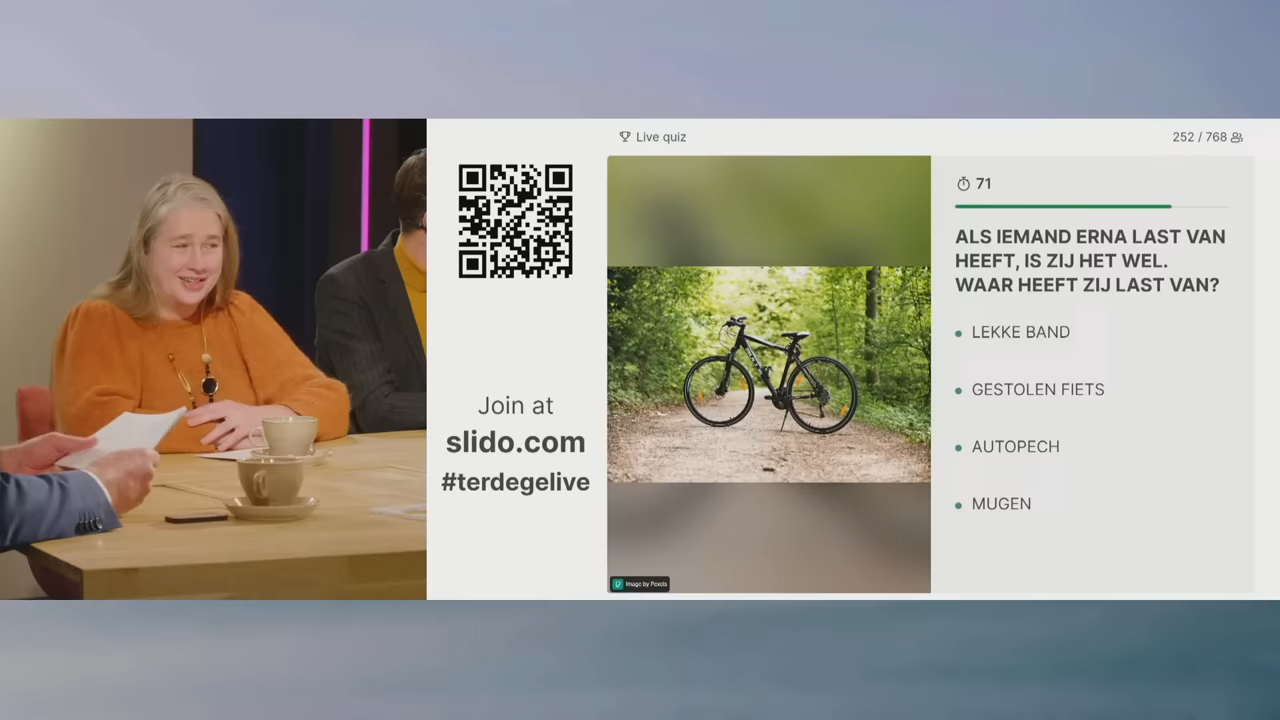 Live quiz
252 / 768
Join at
slido.com
#terdegelive
71
ALS IEMAND ERNA LAST VAN
HEEFT, IS ZIJ HET WEL.
WAAR HEEFT ZIJ LAST VAN?
LEKKE BAND
GESTOLEN FIETS
AUTOPECH
MUGEN
Image by Pexels